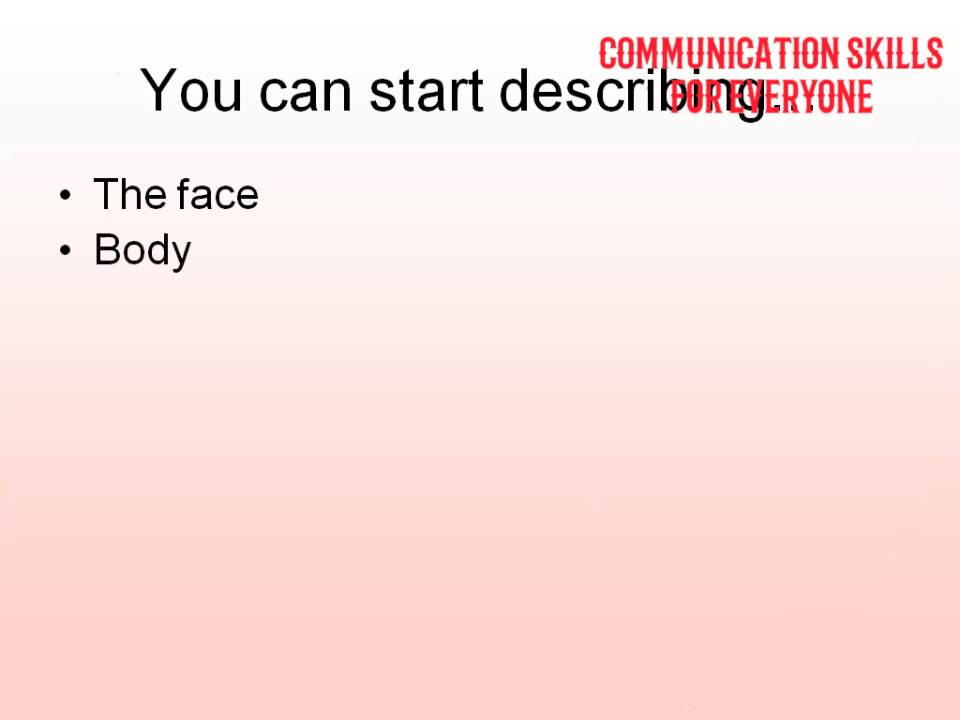 COMMUNICATION SKILLS
FOR EVERYONE
You can start describing...
• The face
• Body